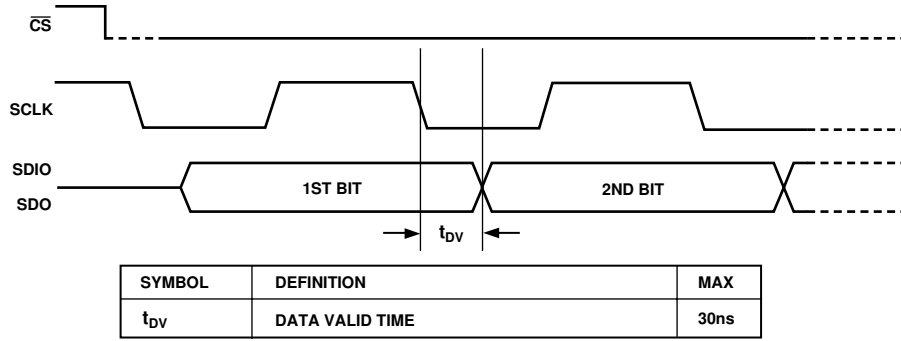 CS
SCLK
SDIO
SDO
1ST BIT
2ND BIT
tDV
SYMBOL DEFINITION MAX
tDV DATA VALID TIME 30ns